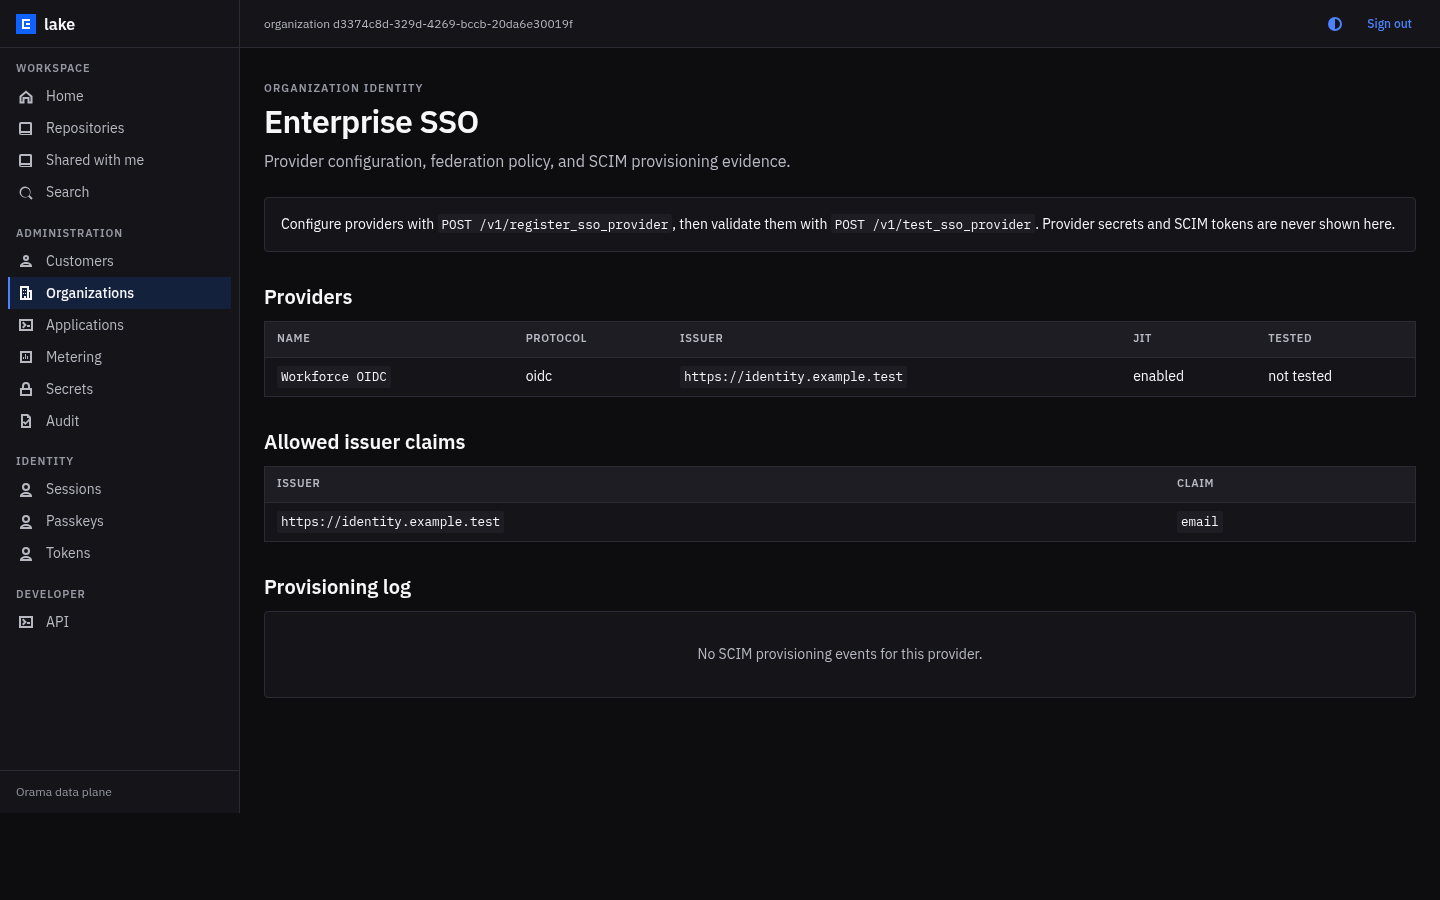 lake
organization d3374c8d-329d-4269-bccb-20da6e30019f
Sign out
WORKSPACE
Home
Repositories
Shared with me
Search
ADMINISTRATION
Customers
Organizations
Applications
Metering
Secrets
Audit
IDENTITY
Sessions
Passkeys
Tokens
DEVELOPER
API
Orama data plane
ORGANIZATION IDENTITY
Enterprise SSO
Provider configuration, federation policy, and SCIM provisioning evidence.
Configure providers with POST /v1/register_sso_provider, then validate them with POST /v1/test_sso_provider. Provider secrets and SCIM tokens are never shown here.
Providers
NAME PROTOCOL ISSUER JIT TESTED
Workforce OIDC oidc https://identity.example.test enabled not tested
Allowed issuer claims
ISSUER CLAIM
https://identity.example.test email
Provisioning log
No SCIM provisioning events for this provider.